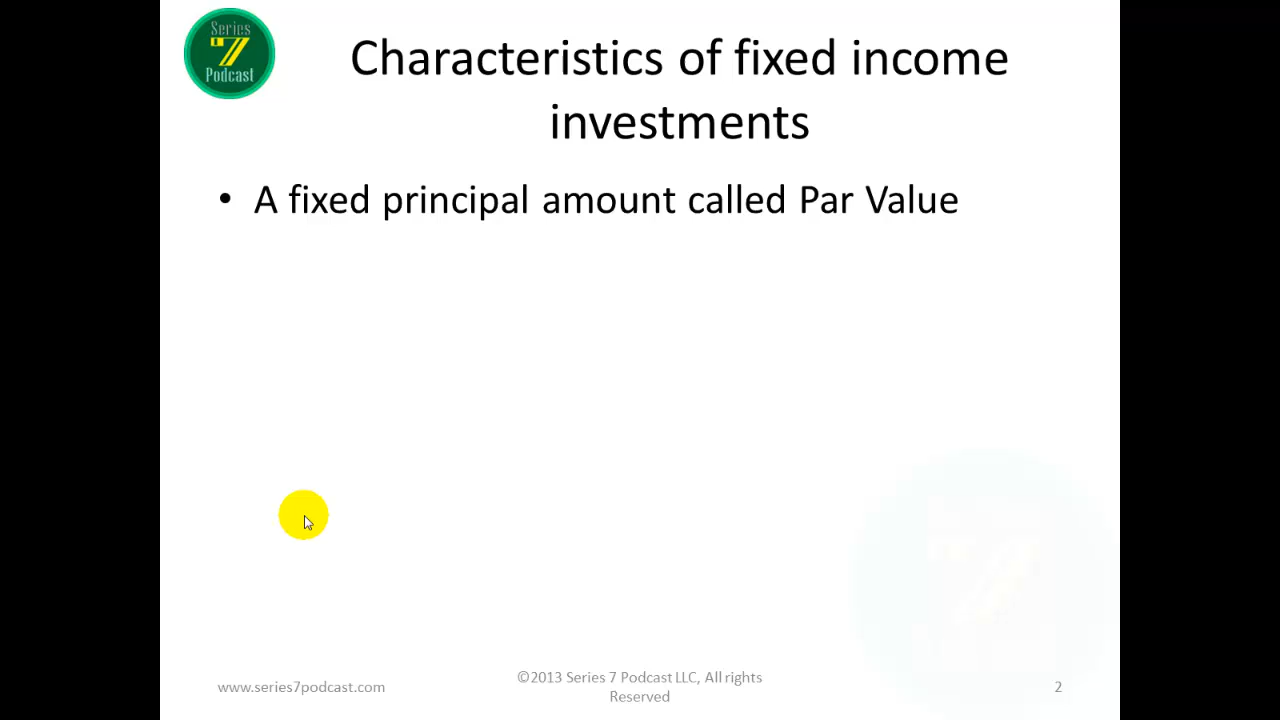 Series
7
Podcast
Characteristics of fixed income
investments
• A fixed principal amount called Par Value
www.series7podcast.com
©2013 Series 7 Podcast LLC, All rights
Reserved
2